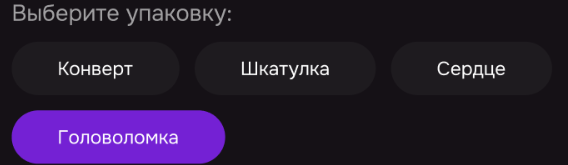 Выберите упаковку:
Конверт Шкатулка Сердце
Головоломка